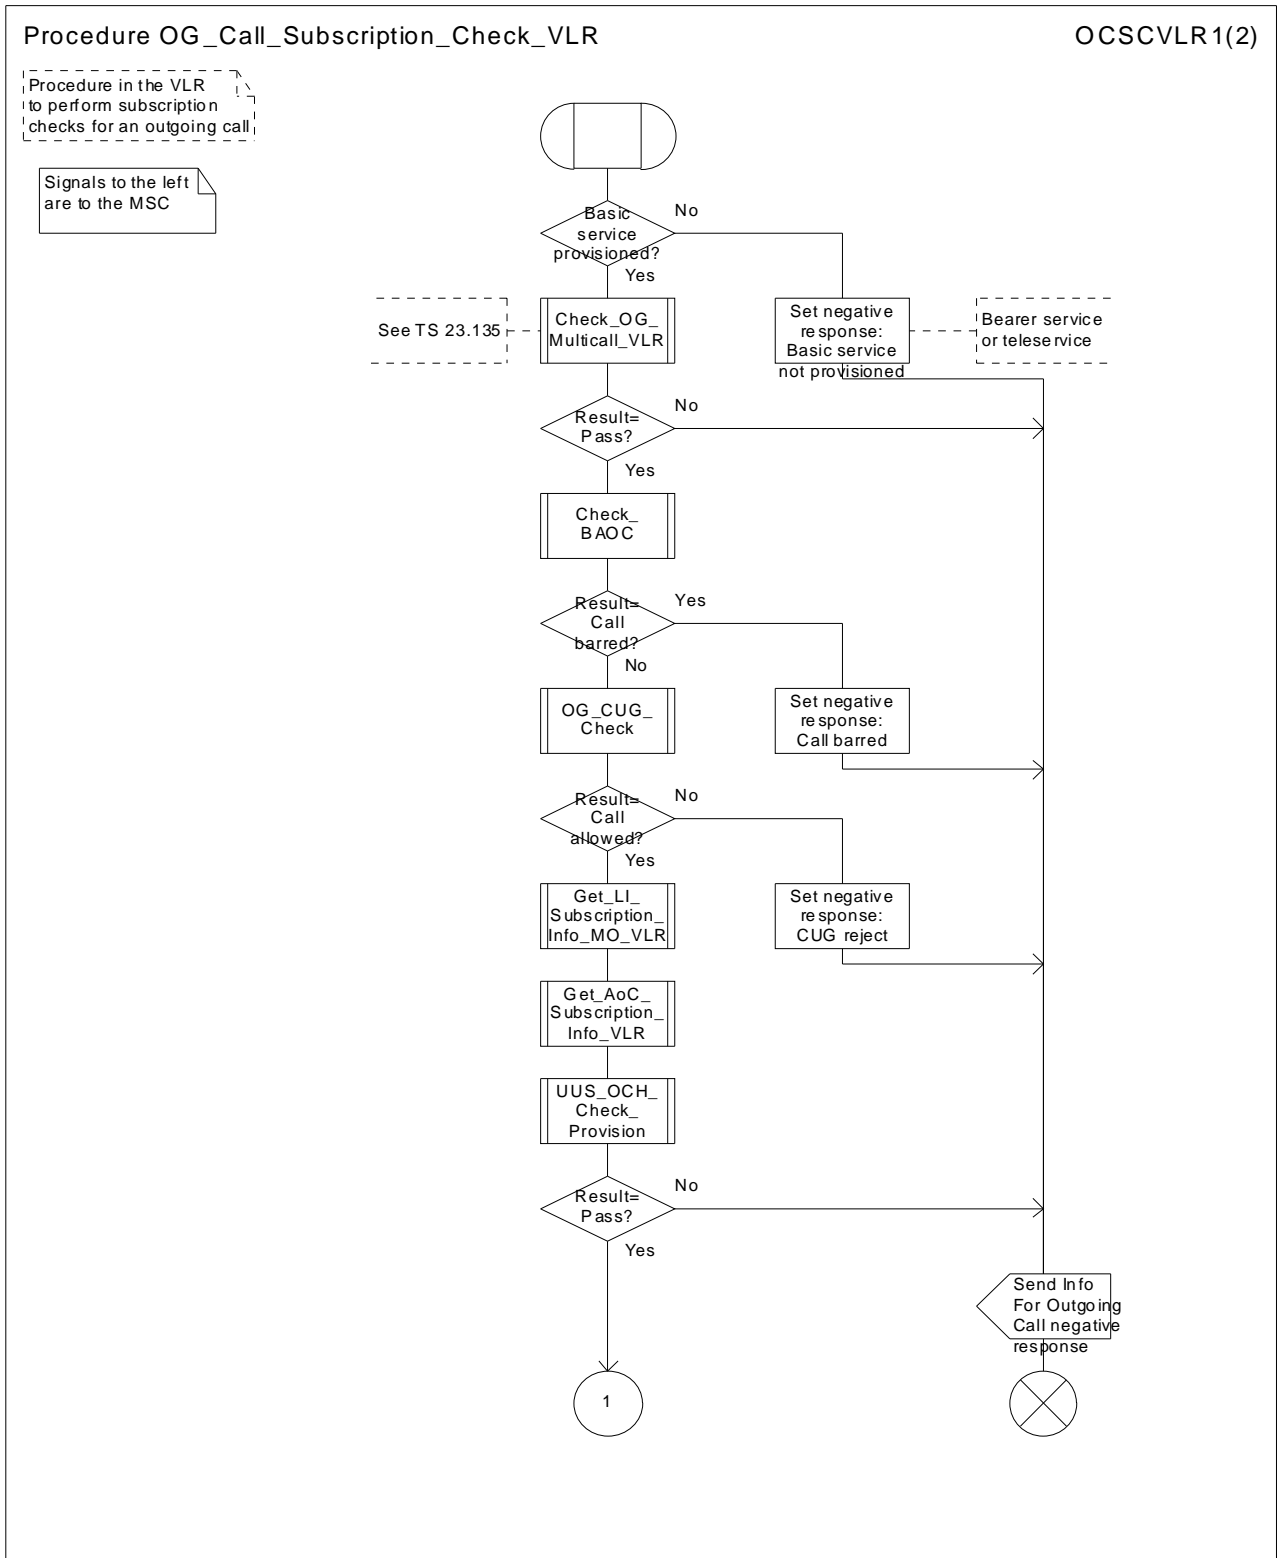 Procedure OG_Call_Subscription_Check_VLR
OCSCVLR1(2)
Procedure in the VLR
to perform subscription
checks for an outgoing call
Signals to the left
are to the MSC
Basic
service
provisioned?
No
Yes
See TS 23.135
Check_OG_
Multicall_VLR
Set negative
response:
Basic service
not provisioned
Bearer service
or teleservice
Result=
Pass?
No
Yes
Check_
BAOC
Result=
Call
barred?
Yes
No
OG_CUG_
Check
Set negative
response:
Call barred
Result=
Call
allowed?
No
Yes
Get_LI_
Subscription_
Info_MO_VLR
Set negative
response:
CUG reject
Get_AoC_
Subscription_
Info_VLR
UUS_OCH_
Check_
Provision
Result=
Pass?
No
Yes
Send Info
For Outgoing
Call negative
response
1